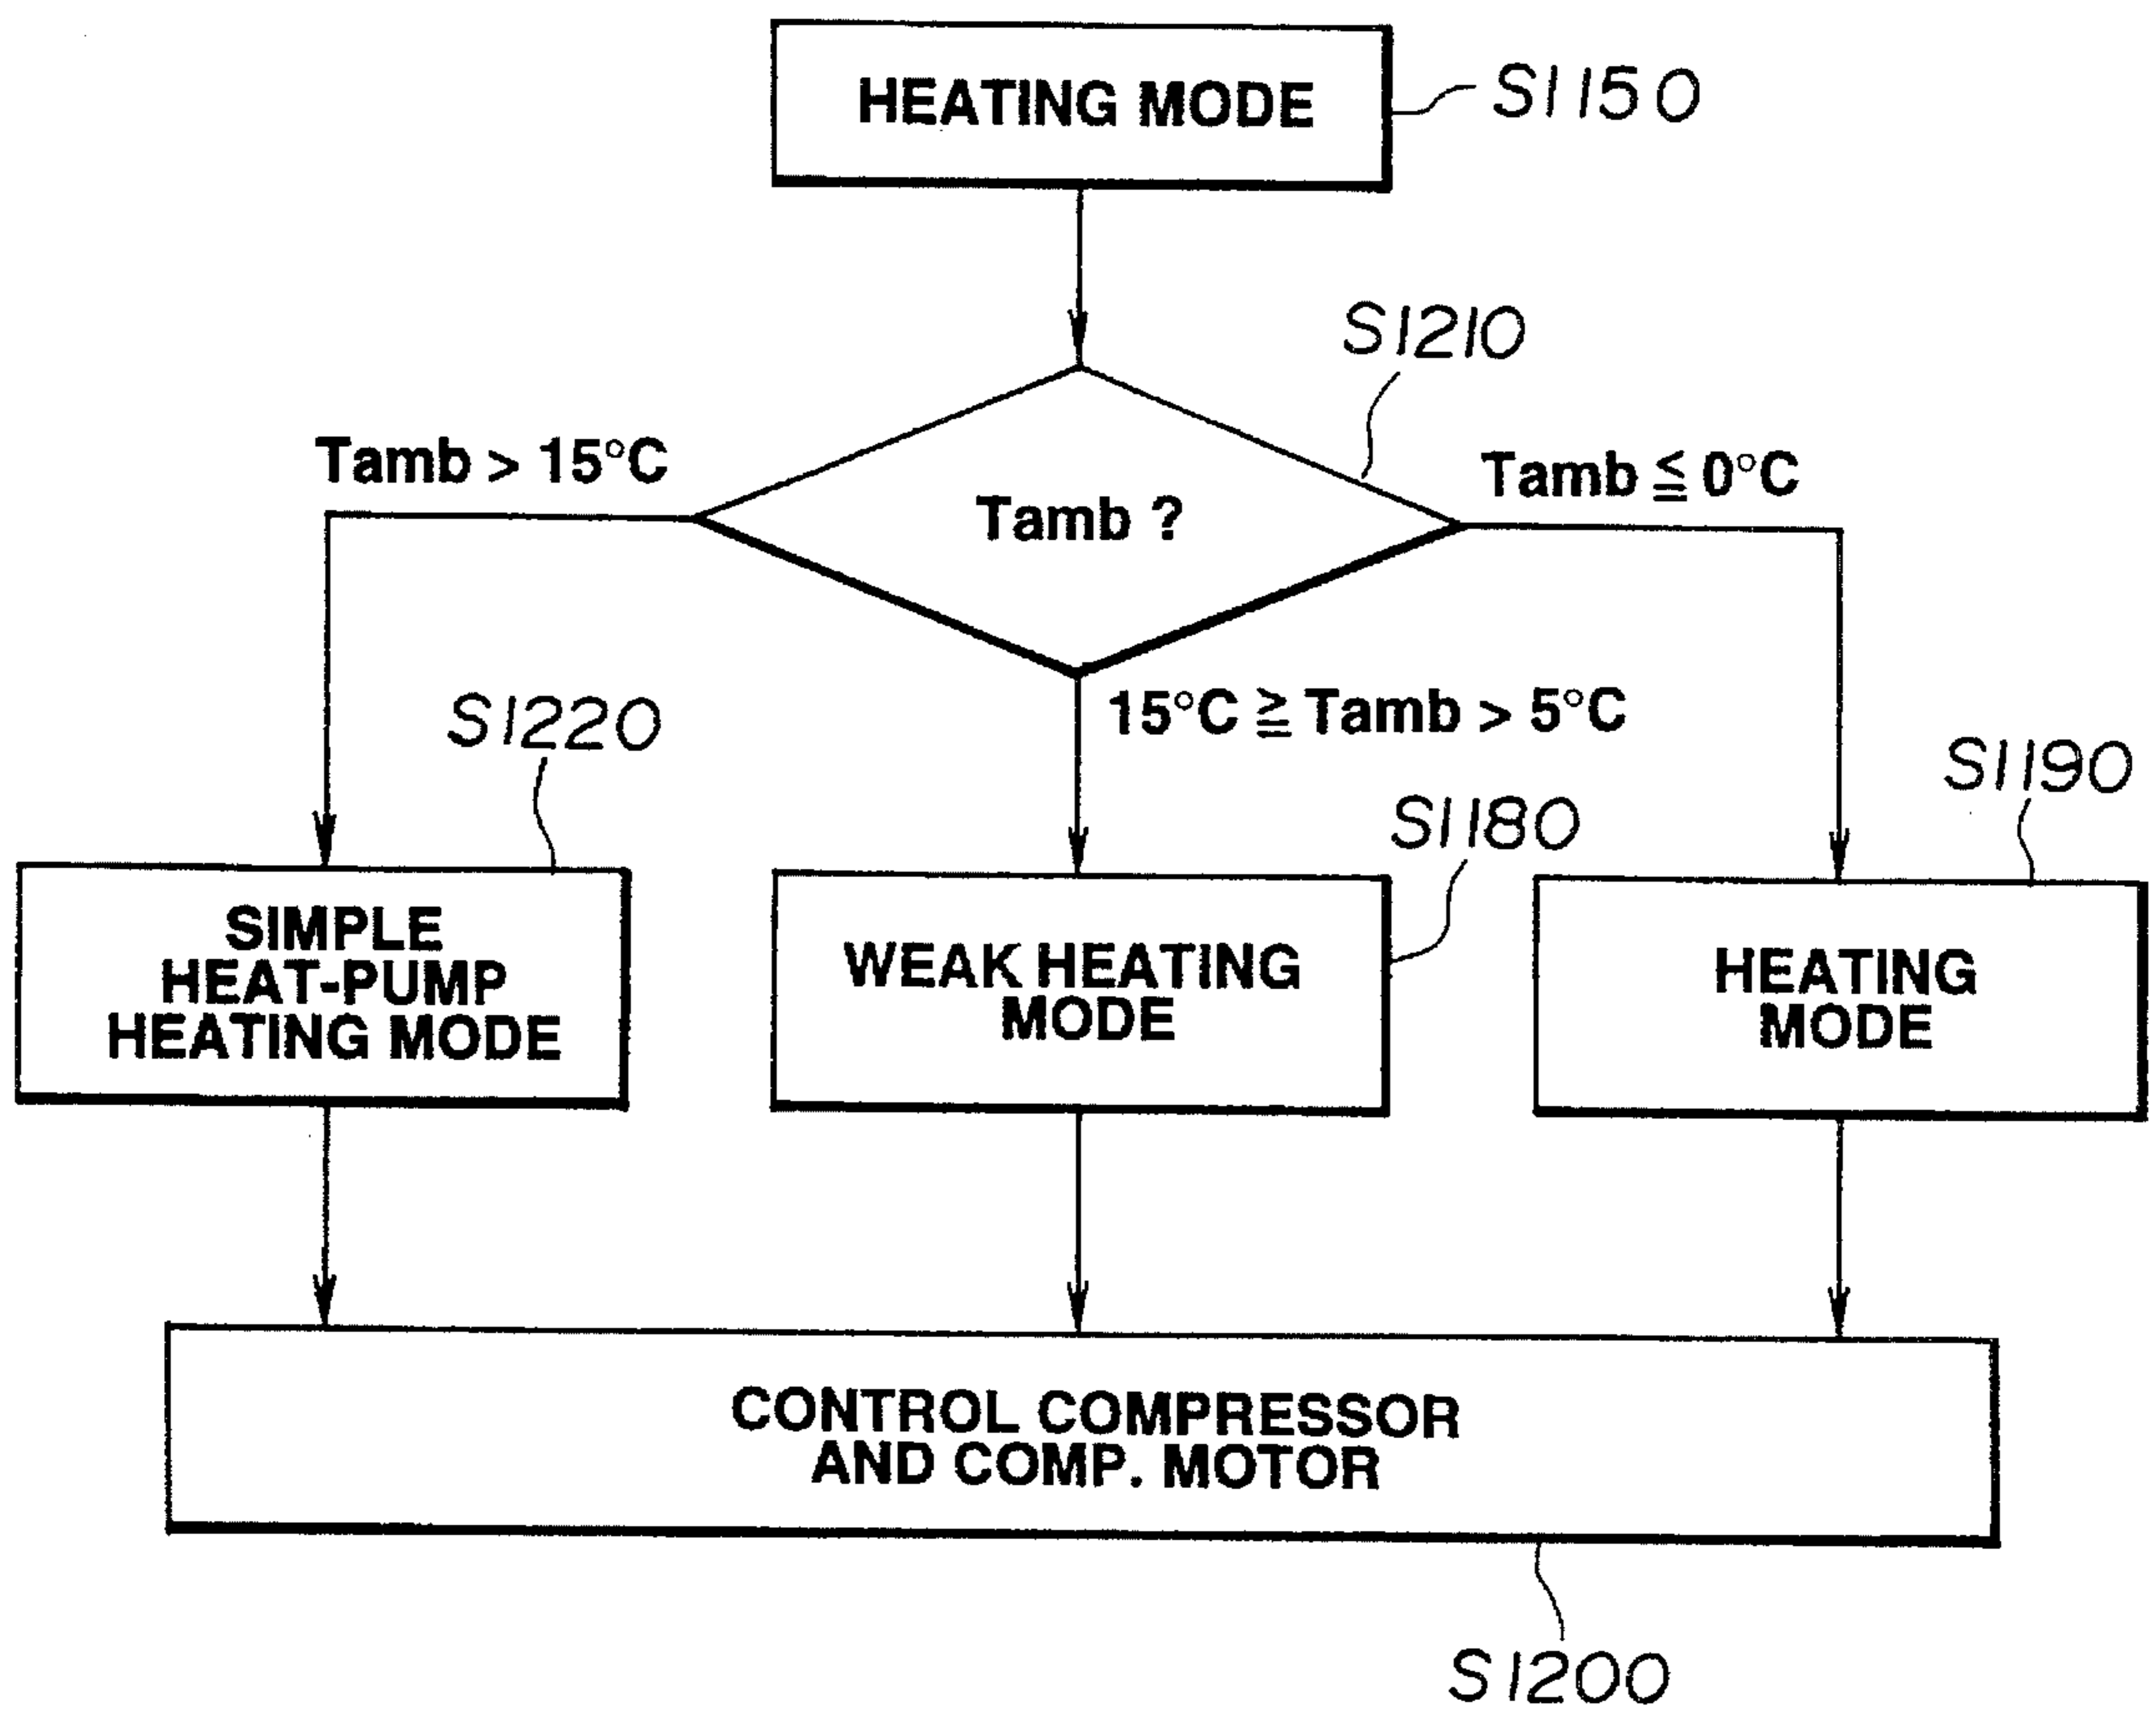 HEATING MODE
S1150
S1210
Tamb > 15°C
Tamb ≦ 0°C
Tamb ?
15°C ≧ Tamb > 5°C
S1220
S1180
S1190
SIMPLE
HEAT-PUMP
HEATING MODE
WEAK HEATING
MODE
HEATING
MODE
CONTROL COMPRESSOR
AND COMP. MOTOR
S1200